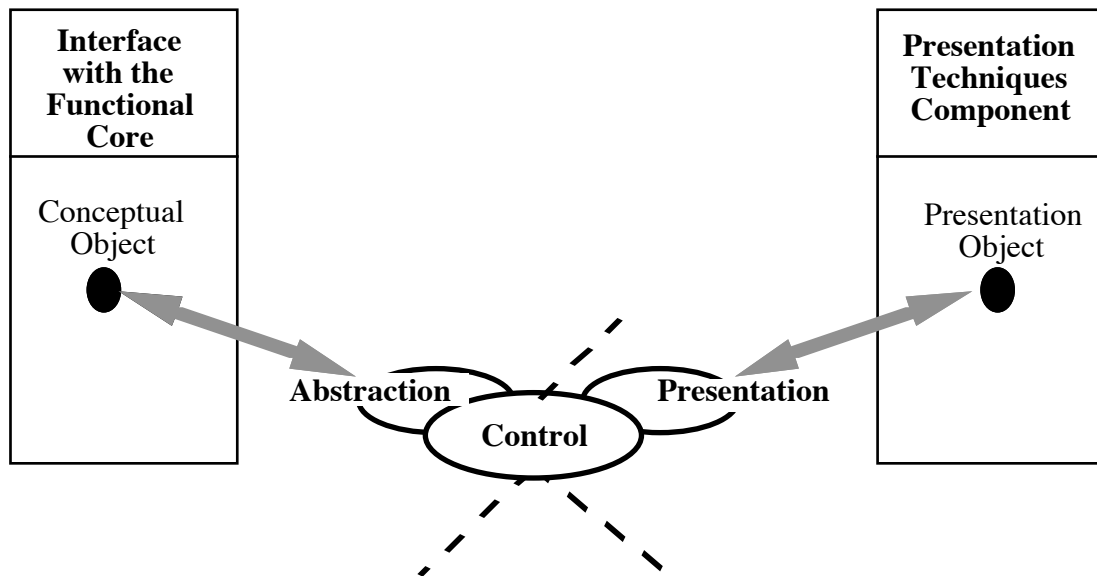 Interface
with the
Functional
Core
Presentation
Techniques
Component
Conceptual
Object
Presentation
Object
Abstraction
Presentation
Control